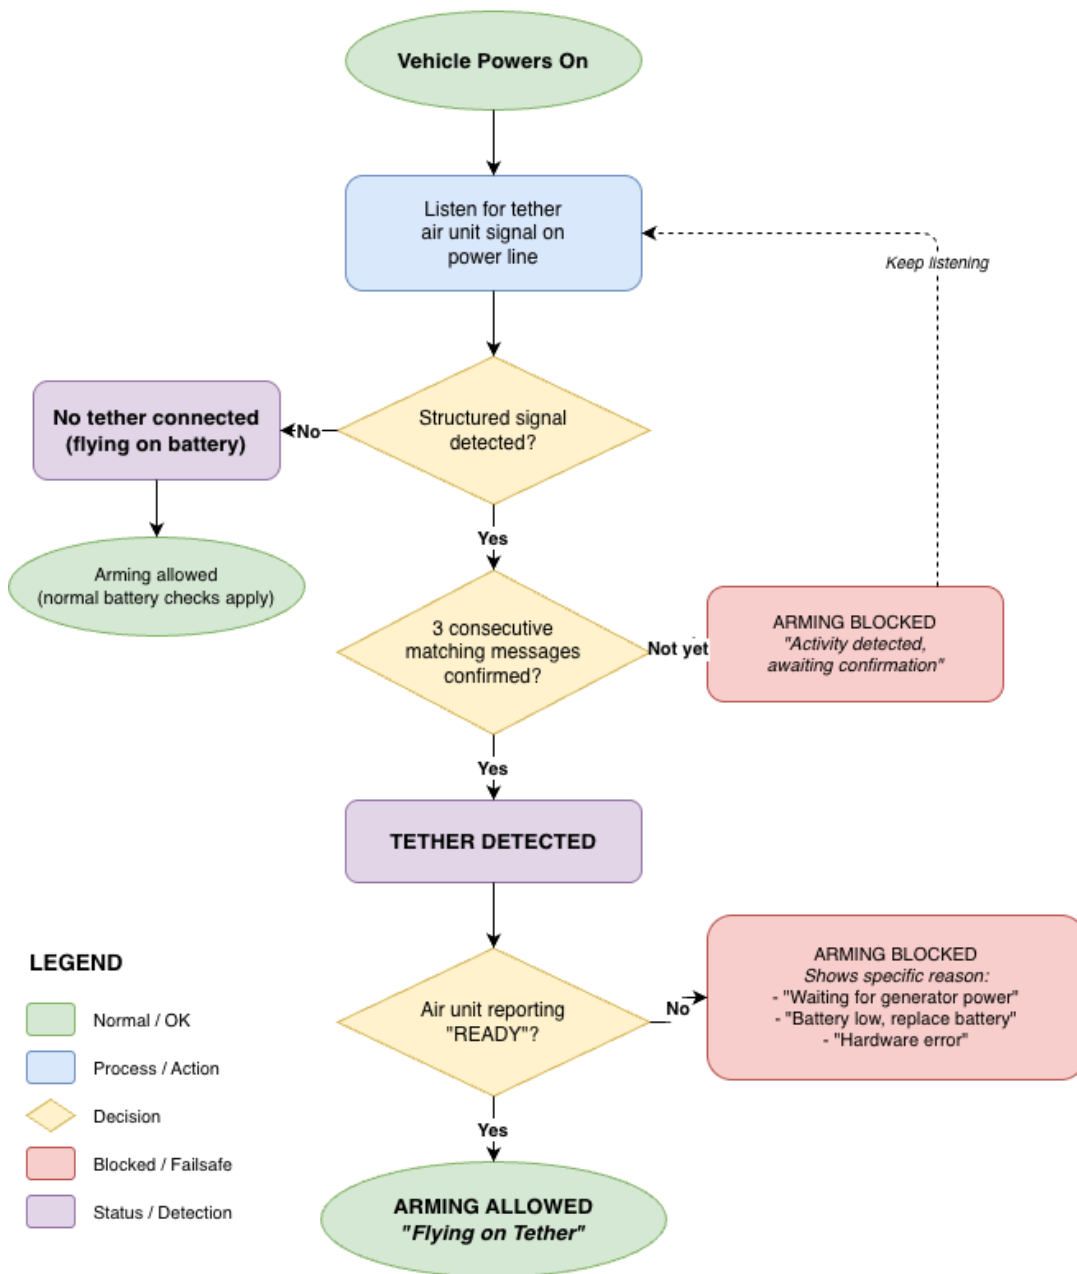 Vehicle Powers On
Listen for tether
air unit signal on
power line
Keep listening
Structured signal
detected?
No
No tether connected
(flying on battery)
Arming allowed
(normal battery checks apply)
Yes
3 consecutive
matching messages
confirmed?
Not yet
ARMING BLOCKED
"Activity detected,
awaiting confirmation"
Yes
TETHER DETECTED
Air unit reporting
"READY"?
No
ARMING BLOCKED
Shows specific reason:
- "Waiting for generator power"
- "Battery low, replace battery"
- "Hardware error"
Yes
ARMING ALLOWED
"Flying on Tether"
LEGEND
Normal / OK
Process / Action
Decision
Blocked / Failsafe
Status / Detection